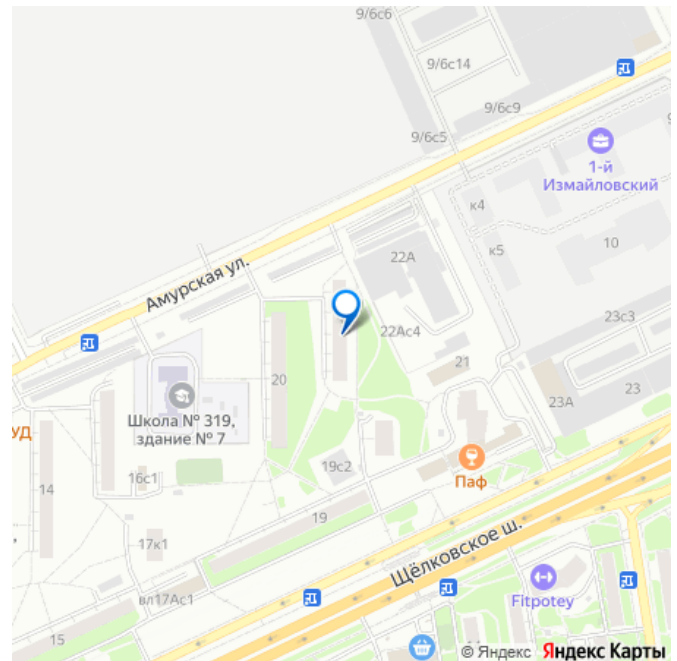 9/6с6
9/6с14
9/6с9
9/6с5
1-й
Измайловский
к4
к5
10
22А
Амурская ул.
22Ас4
23с3
21
20
23
23А
Школа № 319,
здание № 7
УД
14
16с1
19с2
Паф
19
17к1
Щёлковское ш.
вл17Ас1
15
Fitpotey
© Яндекс Яндекс Карты